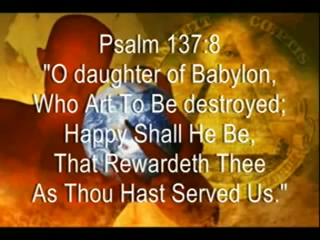 Psalm 137:8
"O daughter of Babylon,
Who Art To Be destroyed;
Happy Shall He Be,
That Rewardeth Thee
As Thou Hast Served Us."
COEPTIS